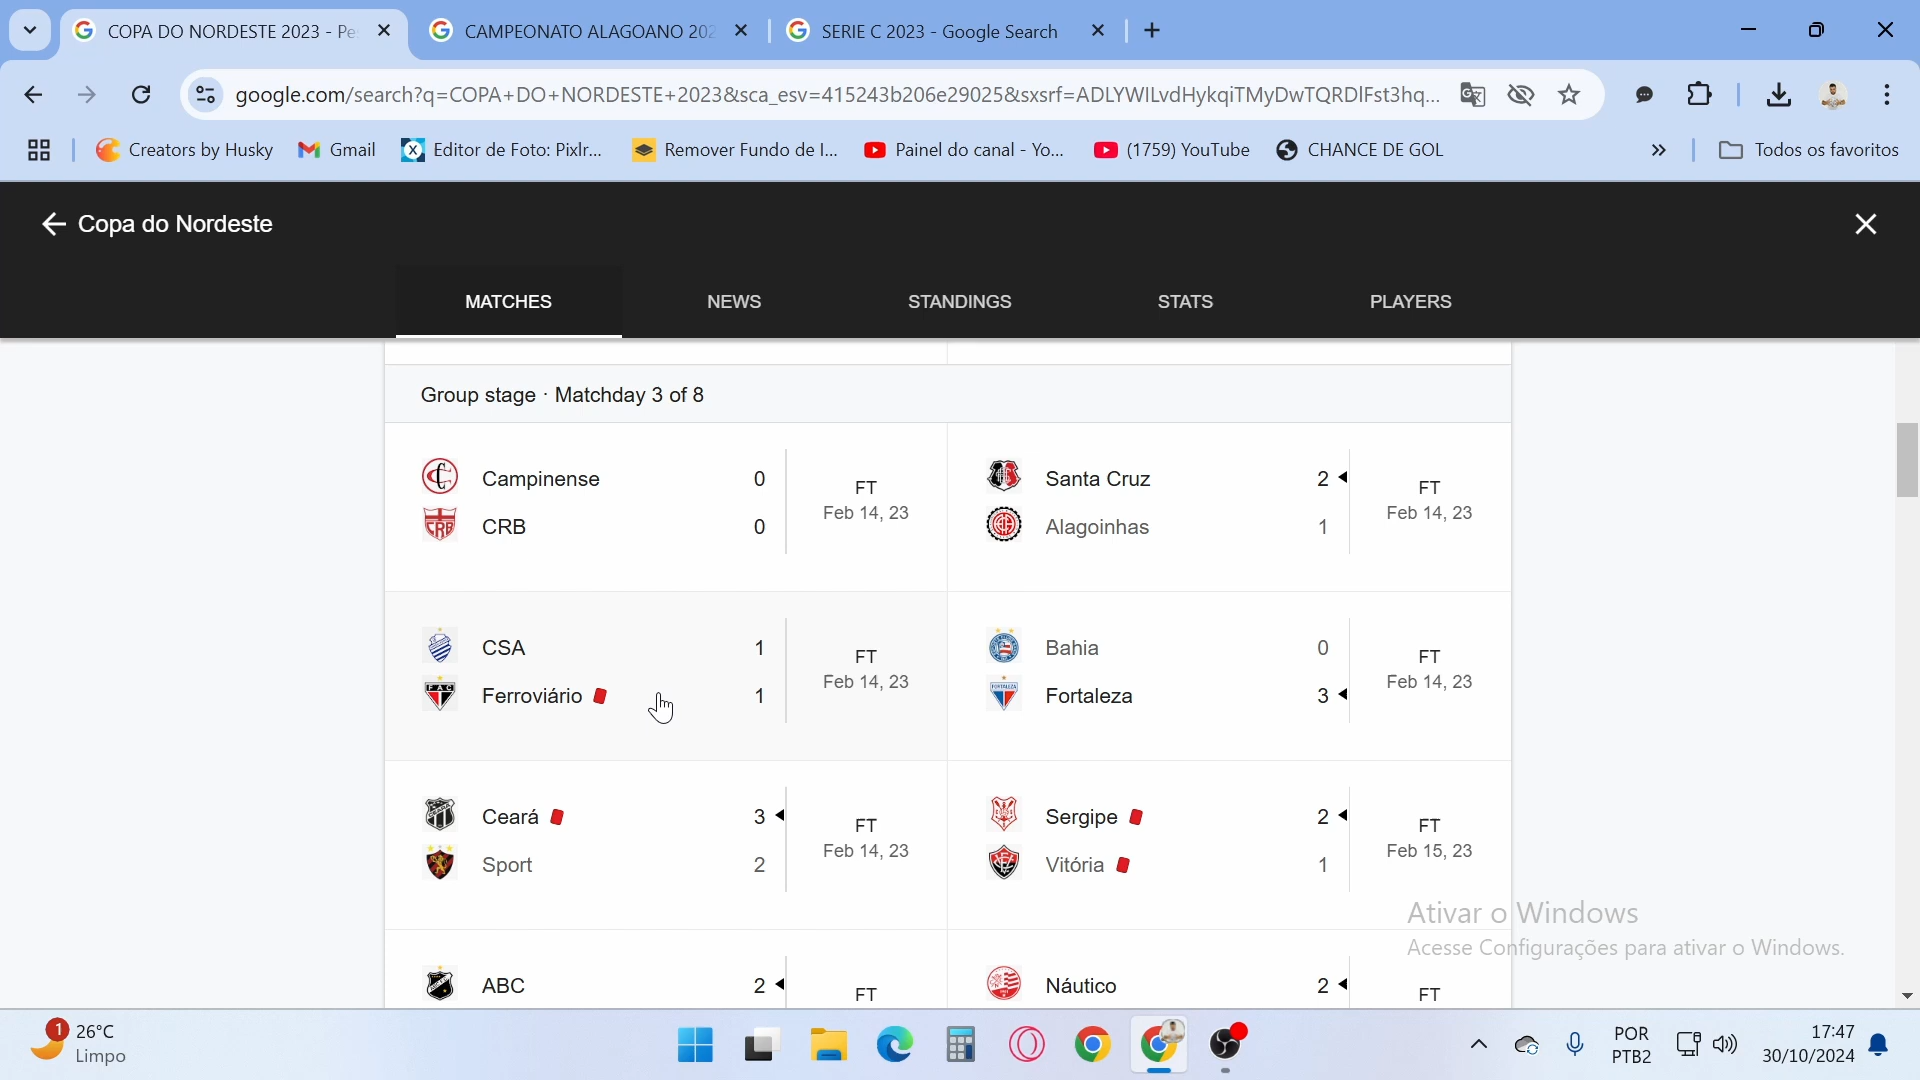 COPA DO NORDESTE 2023 - Pe
CAMPEONATO ALAGOANO 202
SERIE C 2023 - Google Search
google.com/search?q=COPA+DO+NORDESTE+2023&sca_esv=415243b206e29025&sxsrf=ADLYWILvdHykqiTMyDwTQRDlFst3hq...
Creators by Husky
Gmail
Editor de Foto: Pixlr...
Remover Fundo de I...
Painel do canal - Yo...
(1759) YouTube
CHANCE DE GOL
Todos os favoritos
Copa do Nordeste
MATCHES
NEWS
STANDINGS
STATS
PLAYERS
Group stage · Matchday 3 of 8
Campinense 0
CRB 0
FT
Feb 14, 23
Santa Cruz 2
Alagoinhas 1
FT
Feb 14, 23
CSA 1
Ferroviário 1
FT
Feb 14, 23
Bahia 0
Fortaleza 3
FT
Feb 14, 23
Ceará 3
Sport 2
FT
Feb 14, 23
Sergipe 2
Vitória 1
FT
Feb 15, 23
ABC 2
FT
Náutico 2
FT
Ativar o Windows
Acesse Configurações para ativar o Windows.
1
26°C
Limpo
POR
PTB2
17:47
30/10/2024